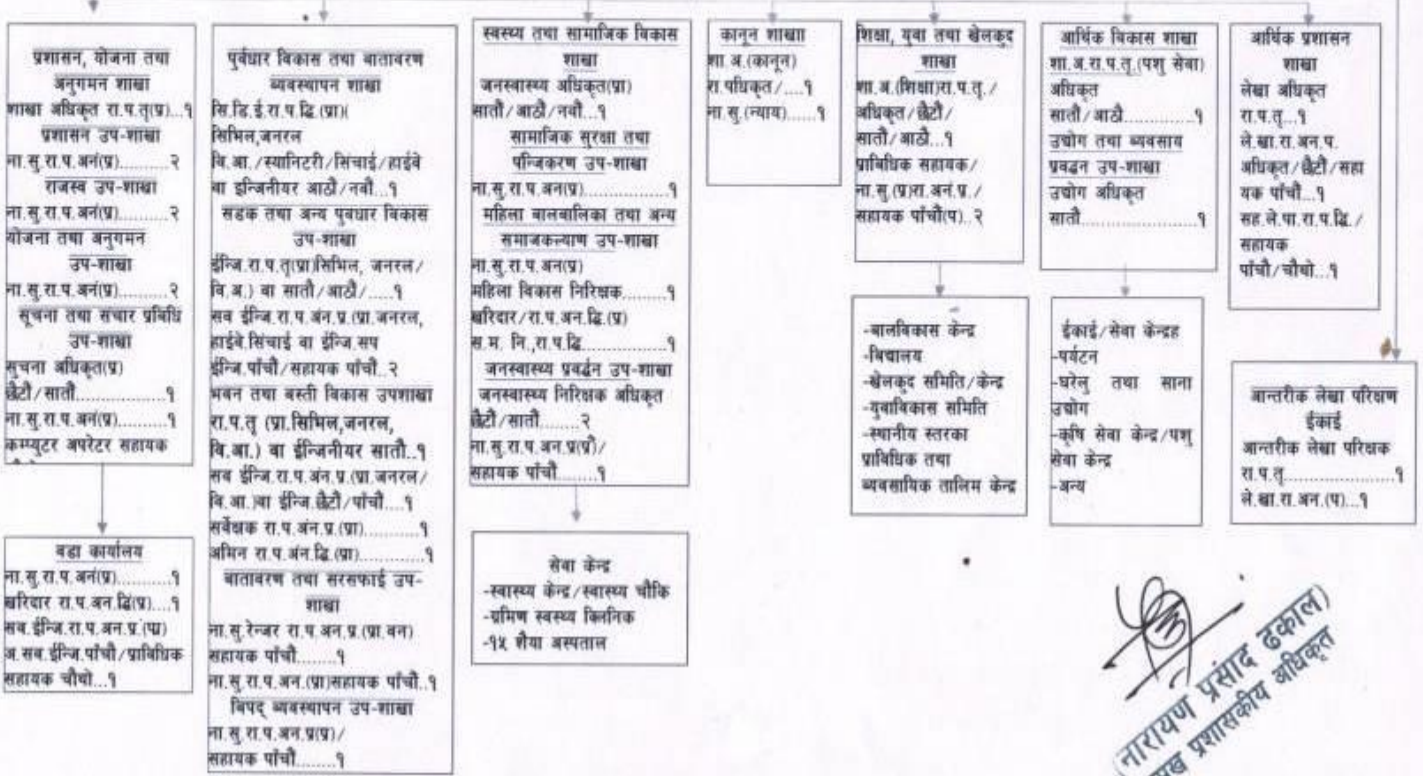 प्रशासन, योजना तथा
अनुगमन शाखा
शाखा अधिकृत रा.प.तृ(प्र)...१
प्रशासन उप-शाखा
ना.सु.रा.प.अनं(प्र)..........२
राजस्व उप-शाखा
ना.सु.रा.प.अनं(प्र)..........२
योजना तथा अनुगमन
उप-शाखा
ना.सु.रा.प.अनं(प्र)..........२
सूचना तथा संचार प्रविधि
उप-शाखा
सुचना अधिकृत(प्र)
छैटौं/सातौं................१
ना.सु.रा.प.अनं(प्र)..........१
कम्प्युटर अपरेटर सहायक
वडा कार्यालय
ना.सु.रा.प.अनं(प्र)..........१
खरिदार रा.प.अन.द्वि(प्र)....१
सव.ईन्जि.रा.प.अन.प्र.(प्रा)
अ.सव.ईन्जि.पाँचौ/प्राविधिक
सहायक चौथो...१
पुर्वधार विकास तथा वातावरण
व्यवस्थापन शाखा
सि.डि.ई.रा.प.द्वि.(प्रा)(
सिभिल,जनरल
वि.आ./स्यानिटरी/सिंचाई/हाईवे
वा इन्जिनीयर आठौं/नवौं...१
सडक तथा अन्य पुवधार विकास
उप-शाखा
ईन्जि.रा.प.तृ(प्रा.सिभिल, जनरल/
वि.अ.) वा सातौं/आठौं/.....१
सव ईन्जि.रा.प.अंन.प्र.(प्रा.जनरल,
हाईवे.सिंचाई वा ईन्जि.सप
ईन्जि.पाँचौं/सहायक पाँचौं..२
भवन तथा वस्ती विकास उपशाखा
रा.प.तृ (प्रा.सिभिल,जनरल,
वि.आ.) वा ईन्जिनीयर सातौं..१
सव ईन्जि.रा.प.अंन.प्र.(प्रा.जनरल/
वि.आ.)वा ईन्जि.छैटौं/पाँचौं....१
सर्वेक्षक रा.प.अंन.प्र.(प्रा)..........१
अमिन रा.प.अंन.द्वि.(प्रा)............१
वातावरण तथा सरसफाई उप-
शाखा
ना.सु.रेन्जर रा.प.अन.प्र.(प्रा.वन)
सहायक पाँचौं........१
ना.सु.रा.प.अन.(प्रा)सहायक पाँचौं..१
विपद् व्यवस्थापन उप-शाखा
ना.सु.रा.प.अन.प्र(प्र)/
सहायक पाँचौं........१
स्वस्थ्य तथा सामाजिक विकास
शाखा
जनस्वास्थ्य अधिकृत(प्रा)
सातौं/आठौं/नवौं...१
सामाजिक सुरक्षा तथा
पन्जिकरण उप-शाखा
ना.सु.रा.प.अन(प्र)..................१
महिला बालबालिका तथा अन्य
समाजकल्याण उप-शाखा
ना.सु.रा.प.अन(प्र)
महिला विकास निरिक्षक..........१
खरिदार/रा.प.अन.द्वि.(प्र)
स.म. नि.,रा.प.द्वि..................१
जनस्वास्थ्य प्रवर्द्धन उप-शाखा
जनस्वास्थ्य निरिक्षक अधिकृत
छैटौं/सातौं..........२
ना.सु.रा.प.अन.प्र(प्रौ)/
सहायक पाँचौं...............१
सेवा केन्द्र
-स्वास्थ्य केन्द्र/स्वास्थ्य चौकि
-ग्रमिण स्वस्थ्य क्लिनिक
-१५ शैया अस्पताल
कानून शाखाा
शा.अ.(कानून)
रा.पधिकृत/....१
ना.सु.(न्याय)......१
शिक्षा, युवा तथा खेलकुद
शाखा
शा.अ.(शिक्षा)रा.प.तृ./
अधिकृत/छैटौं/
सातौं/आठौं...१
प्राविधिक सहायक/
ना.सु.(प्र)रा.अनं.प्र./
सहायक पाँचौं(प).२
-बालविकास केन्द्र
-बिद्यालय
-खेलकुद समिति/केन्द्र
-युवाविकास समिति
-स्थानीय स्तरका
प्राविधिक तथा
व्यवसायिक तालिम केन्द्र
आर्थिक विकास शाखा
शा.अ.रा.प.तृ.(पशु सेवा)
अधिकृत
सातौं/आठौं................१
उद्योग तथा ब्यवसाय
प्रवद्धन उप-शाखा
उद्योग अधिकृत
सातौं....................१
ईकाई/सेवा केन्द्रह
-पर्यटन
-घरेलु तथा साना
उद्योग
-कृषि सेवा केन्द्र/पशु
सेवा केन्द्र
-अन्य
आर्थिक प्रशासन
शाखा
लेखा अधिकृत
रा.प.तृ...१
ले.खा.रा.अन.प.
अधिकृत/छैटौं/सहा
यक पाँचौं...१
सह.ले.पा.रा.प.द्वि./
सहायक
पाँचौ/चौथो...१
आन्तरीक लेखा परिक्षण
ईकाई
आन्तरीक लेखा परिक्षक
रा.प.तृ......................१
ले.खा.रा.अन.(प)...१
(नारायण प्रसाद ढकाल)
प्रशासकीय अधिकृत